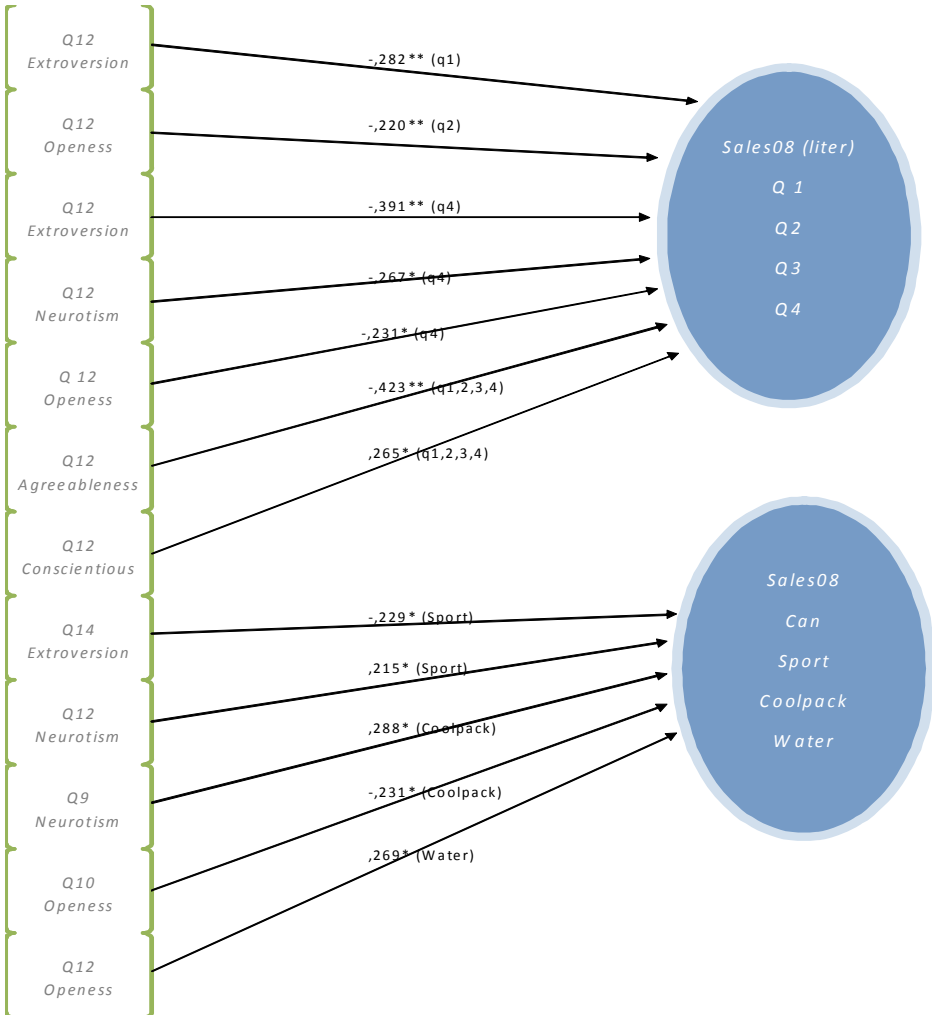 Q12
Extroversion
Q12
Openess
Q12
Extroversion
Q12
Neurotism
Q 12
Openess
Q12
Agreeableness
Q12
Conscientious
Q14
Extroversion
Q12
Neurotism
Q9
Neurotism
Q10
Openess
Q12
Openess
-,282** (q1)
-,220** (q2)
-,391** (q4)
-,267* (q4)
-,231* (q4)
-,423** (q1,2,3,4)
,265* (q1,2,3,4)
-,229* (Sport)
,215* (Sport)
,288* (Coolpack)
-,231* (Coolpack)
,269* (Water)
Sales08 (liter)
Q 1
Q2
Q3
Q4
Sales08
Can
Sport
Coolpack
Water